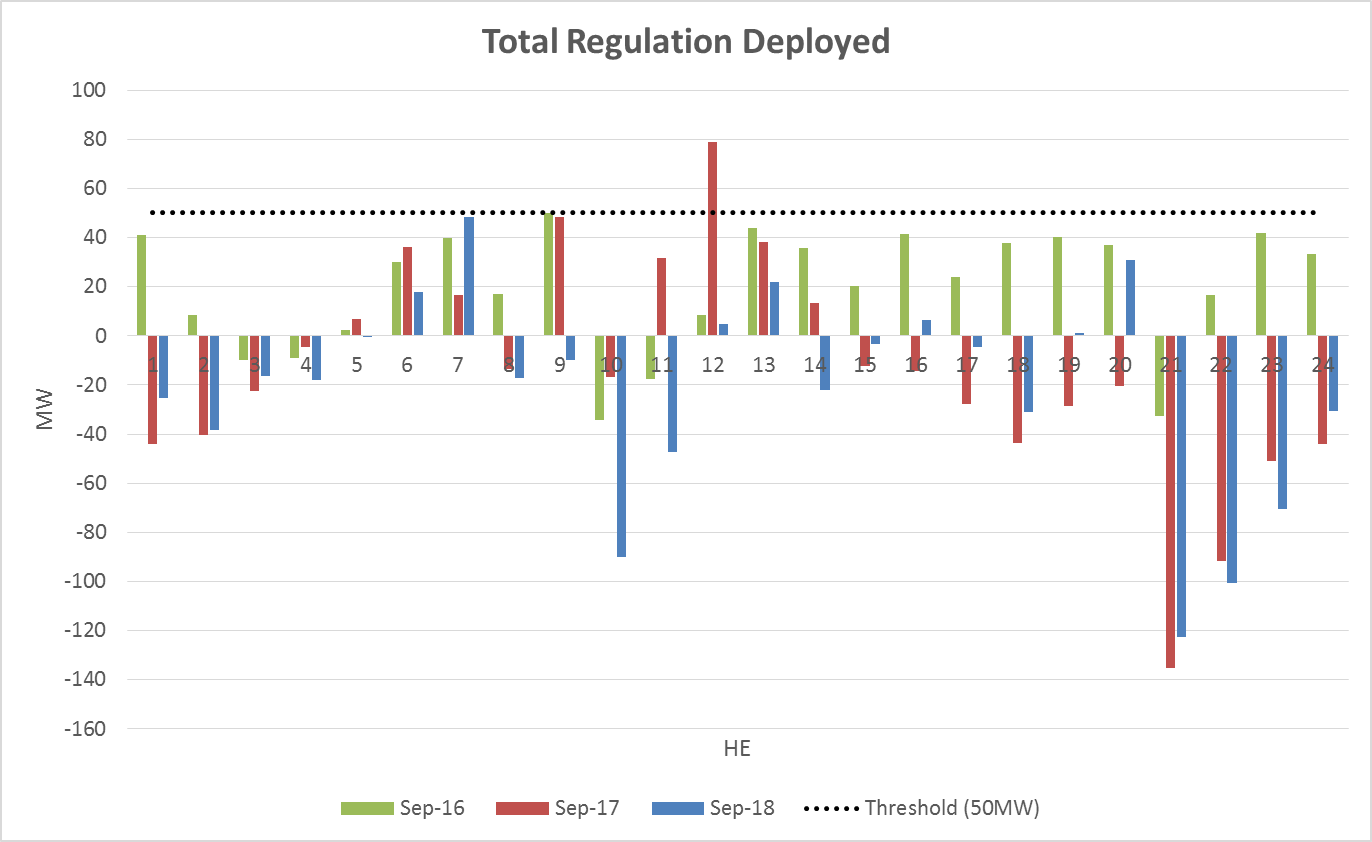 Total Regulation Deployed
100
80
60
40
20
0
-20
-40
-60
-80
-100
-120
-140
-160
MW
1 2 3 4 5 6 7 8 9 10 11 12 13 14 15 16 17 18 19 20 21 22 23 24
HE
Sep-16 Sep-17 Sep-18 Threshold (50MW)